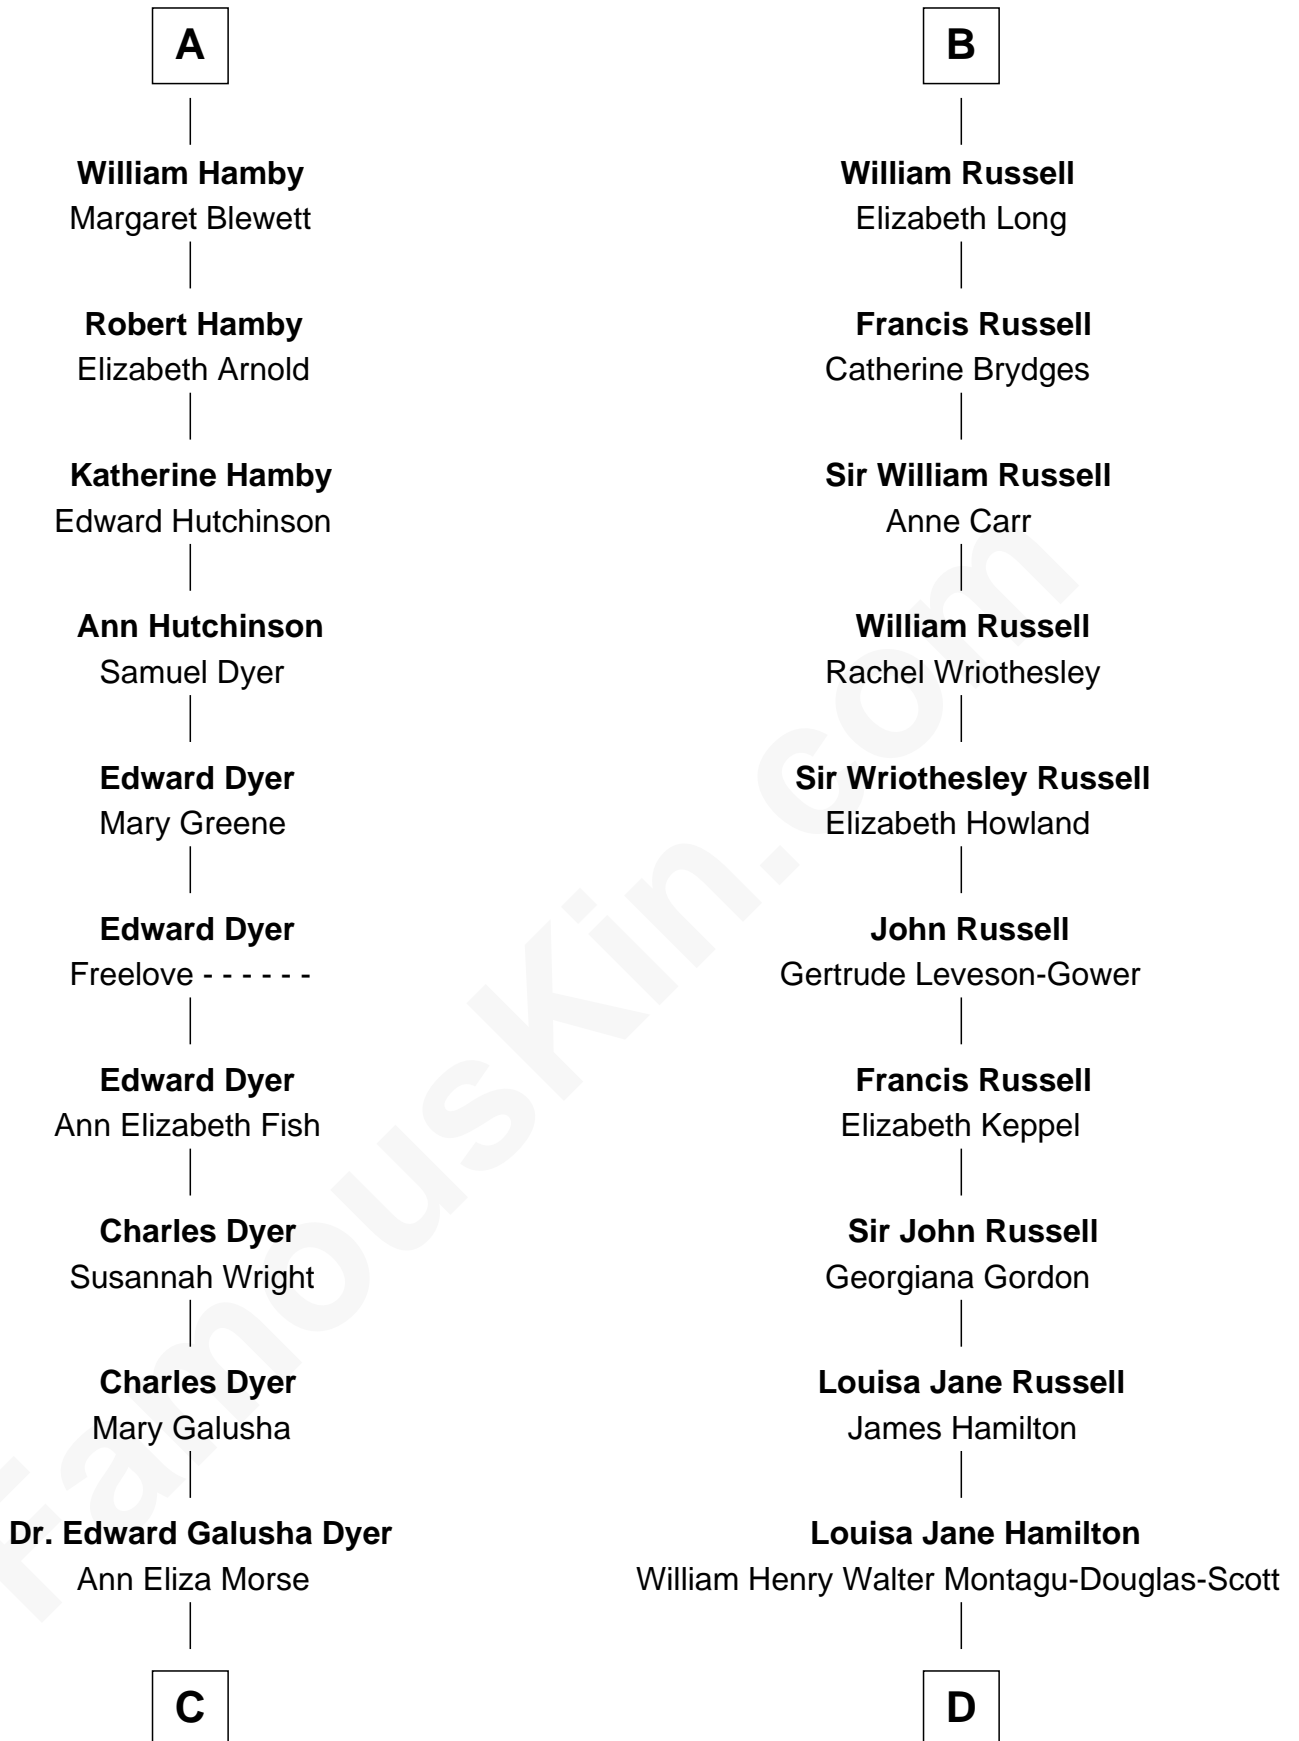 A
William Hamby
Margaret Blewett
Robert Hamby
Elizabeth Arnold
Katherine Hamby
Edward Hutchinson
Ann Hutchinson
Samuel Dyer
Edward Dyer
Mary Greene
Edward Dyer
Freelove - - - - - -
Edward Dyer
Ann Elizabeth Fish
Charles Dyer
Susannah Wright
Charles Dyer
Mary Galusha
Dr. Edward Galusha Dyer
Ann Eliza Morse
C
B
William Russell
Elizabeth Long
Francis Russell
Catherine Brydges
Sir William Russell
Anne Carr
William Russell
Rachel Wriothesley
Sir Wriothesley Russell
Elizabeth Howland
John Russell
Gertrude Leveson-Gower
Francis Russell
Elizabeth Keppel
Sir John Russell
Georgiana Gordon
Louisa Jane Russell
James Hamilton
Louisa Jane Hamilton
William Henry Walter Montagu-Douglas-Scott
D
FamousKin.com